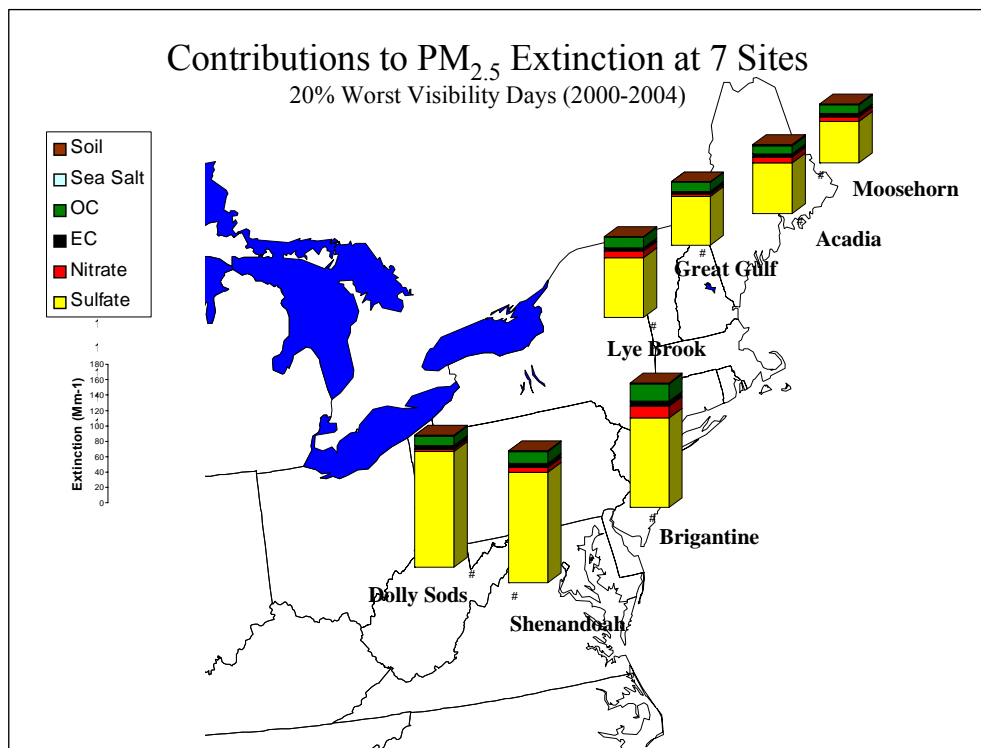 Contributions to PM2.5 Extinction at 7 Sites
20% Worst Visibility Days (2000-2004)
Soil
Sea Salt
OC
EC
Nitrate
Sulfate
Extinction (Mm-1)
180
160
140
120
100
80
60
40
20
0
#
Moosehorn
#
Acadia
#
Great Gulf
#
Lye Brook
#
Brigantine
#
Dolly Sods
#
Shenandoah